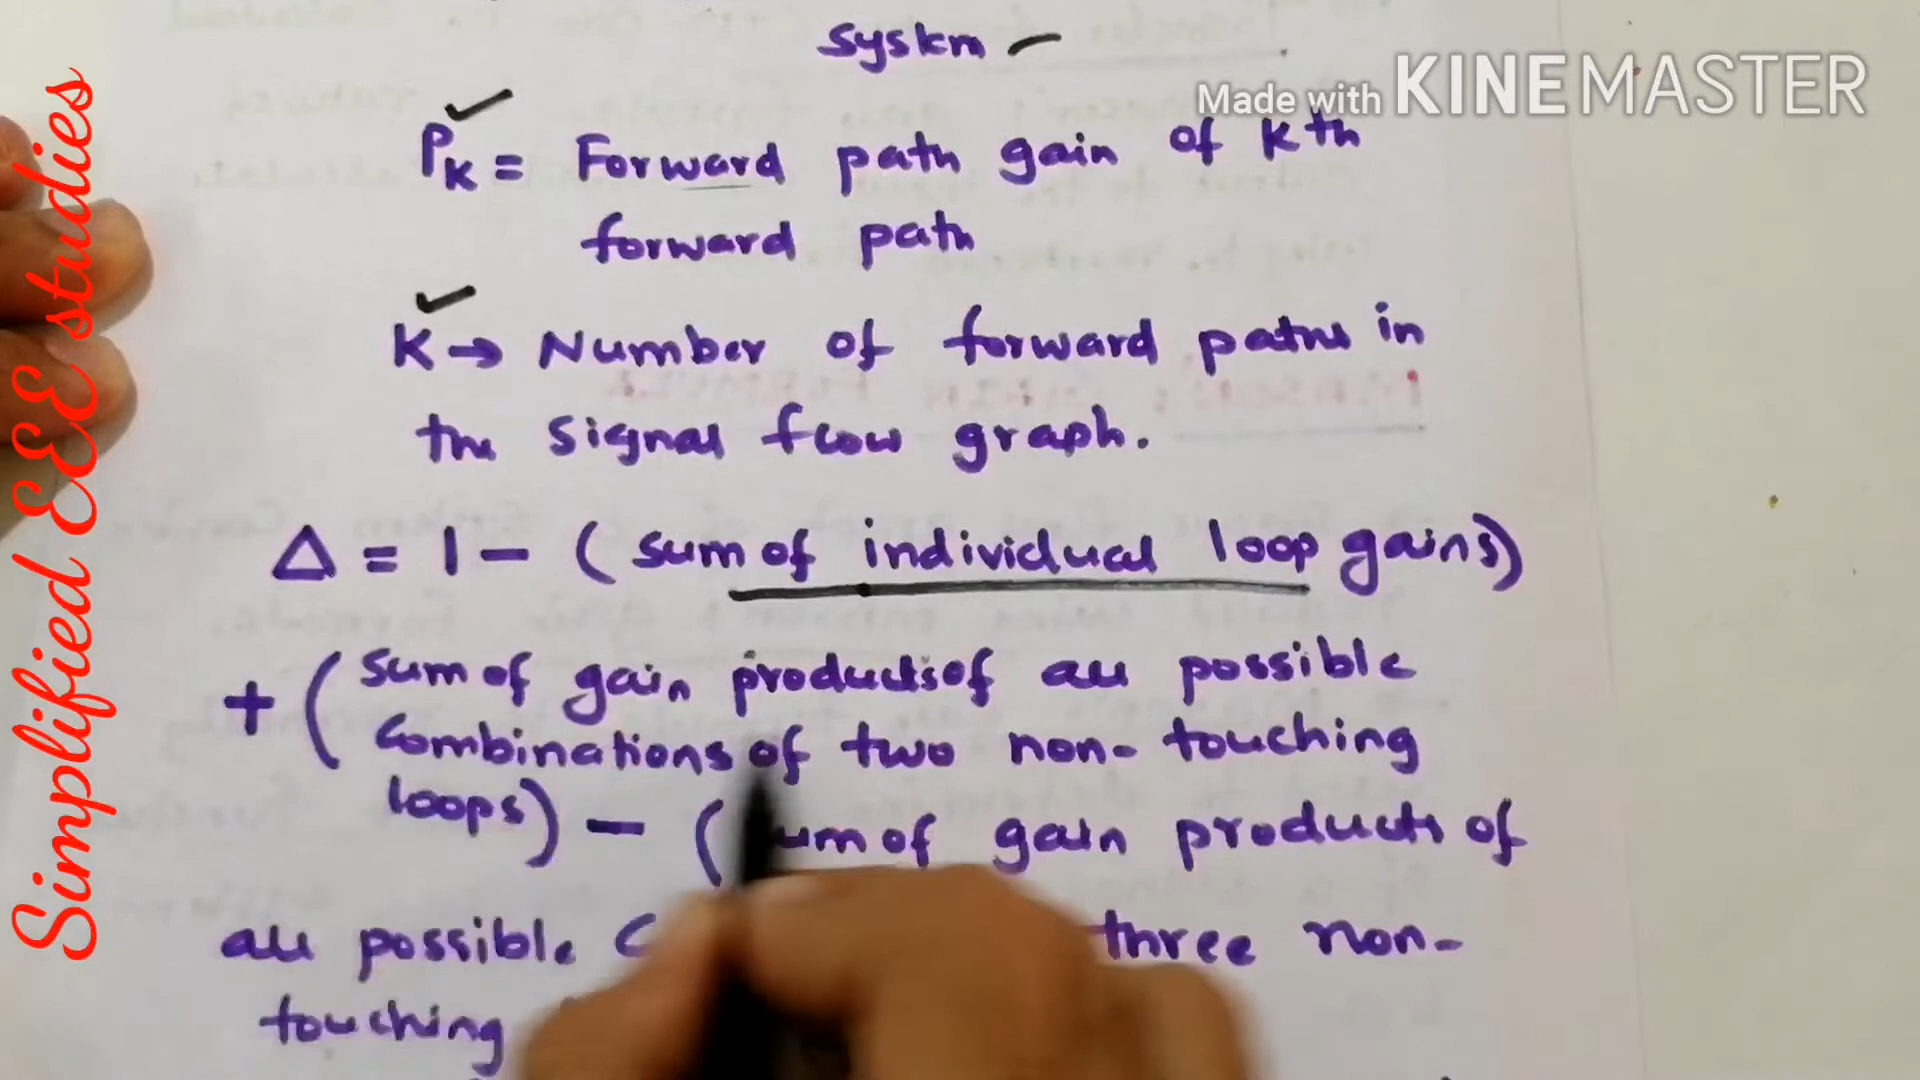 System -
Made with KINEMASTER
Pk = Forward path gain of Kth
forward path
K → Number of forward paths in
the signal flow graph.
Δ = 1 - ( sum of individual loop gains)
+ ( sum of gain products of all possible
combinations of two non- touching
loops) - ( sum of gain products of
all possible three non-
touching
Simplified EEE studies